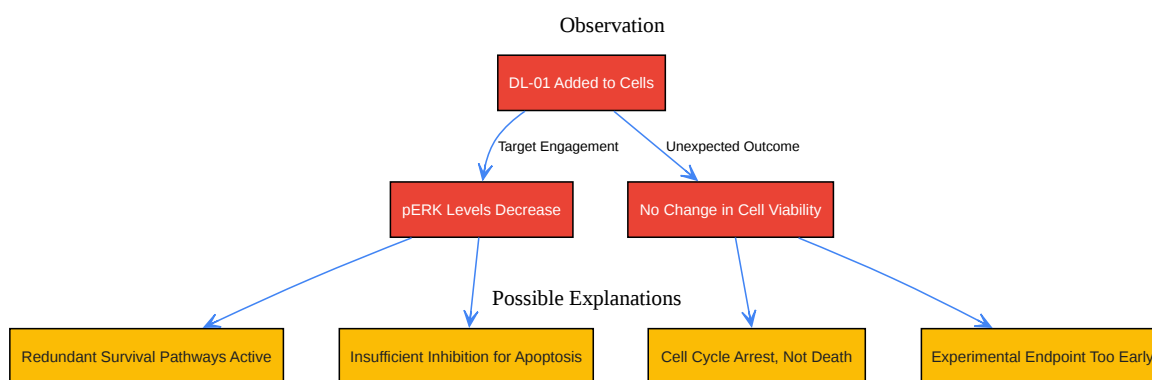 Observation
DL-01 Added to Cells
Target Engagement
Unexpected Outcome
pERK Levels Decrease
No Change in Cell Viability
Possible Explanations
Redundant Survival Pathways Active
Insufficient Inhibition for Apoptosis
Cell Cycle Arrest, Not Death
Experimental Endpoint Too Early